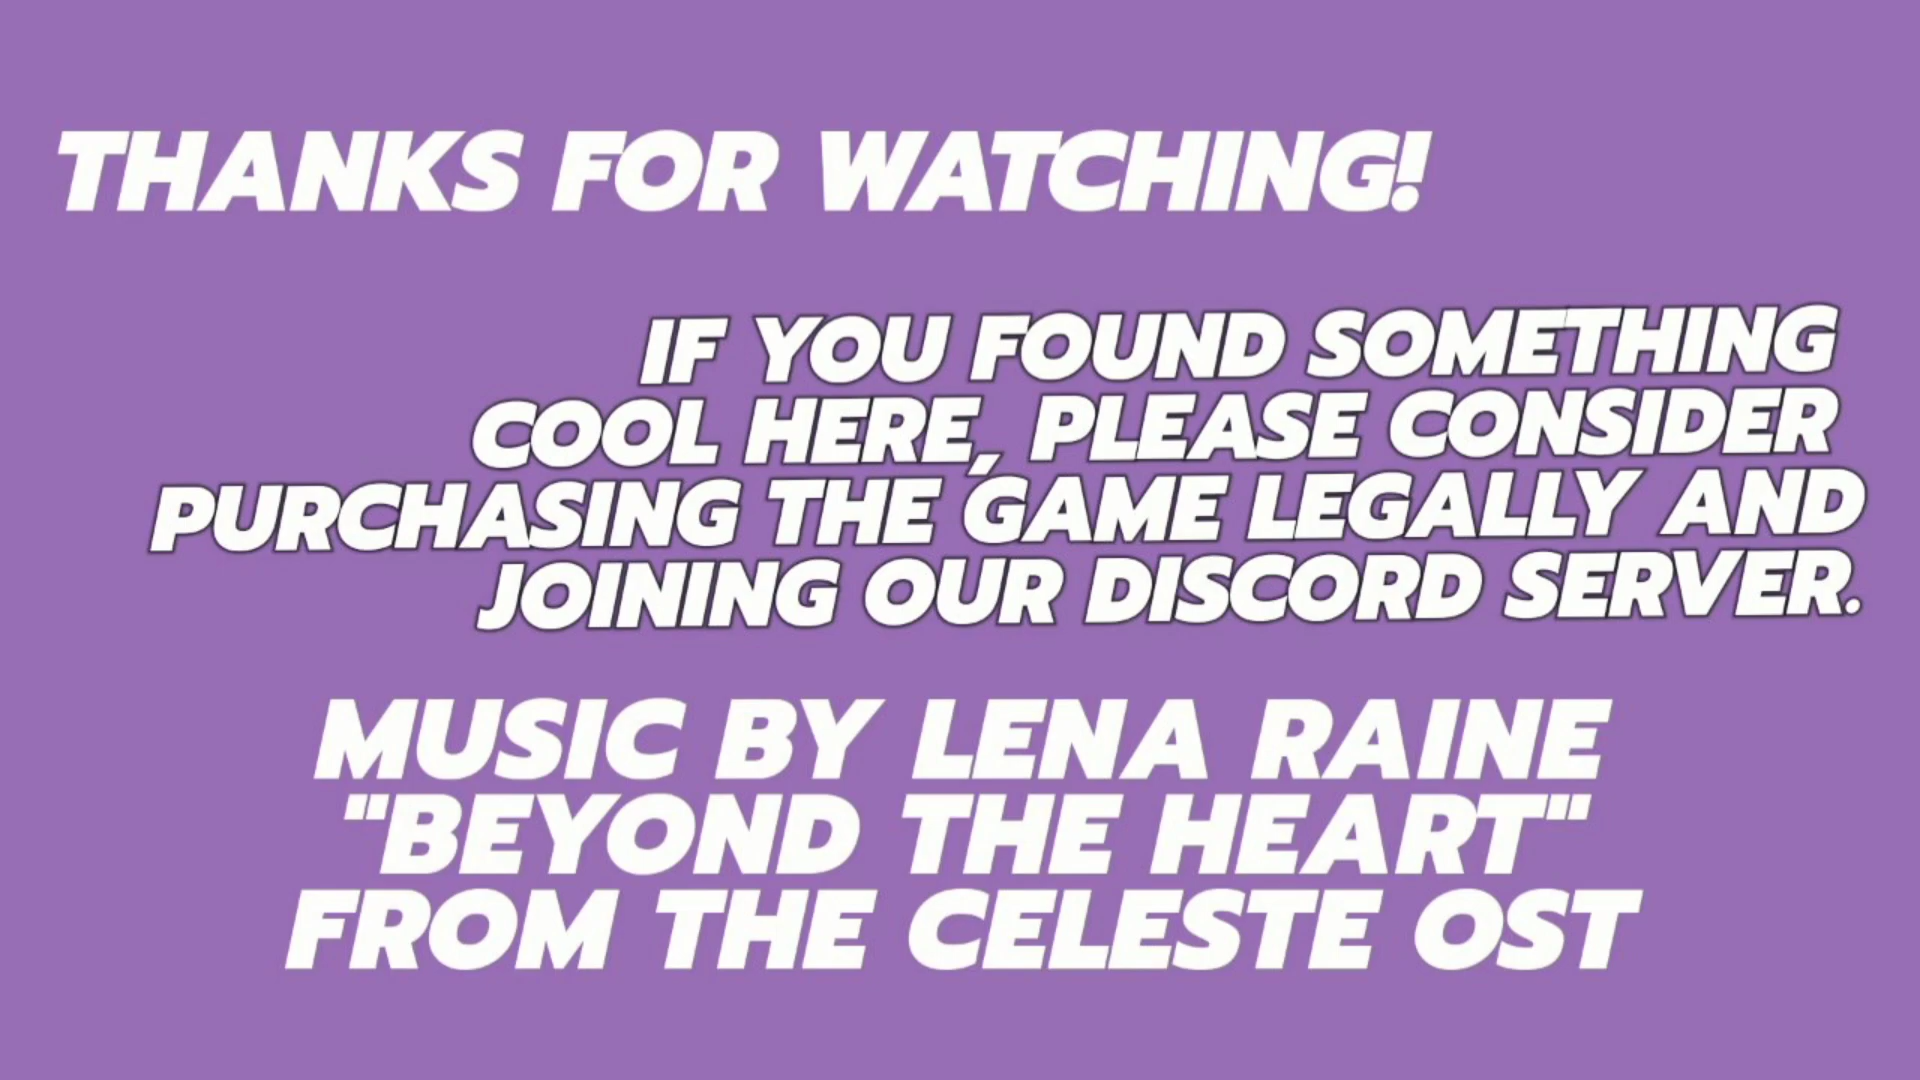 THANKS FOR WATCHING!
IF YOU FOUND SOMETHING
COOL HERE, PLEASE CONSIDER
PURCHASING THE GAME LEGALLY AND
JOINING OUR DISCORD SERVER.
MUSIC BY LENA RAINE
"BEYOND THE HEART"
FROM THE CELESTE OST